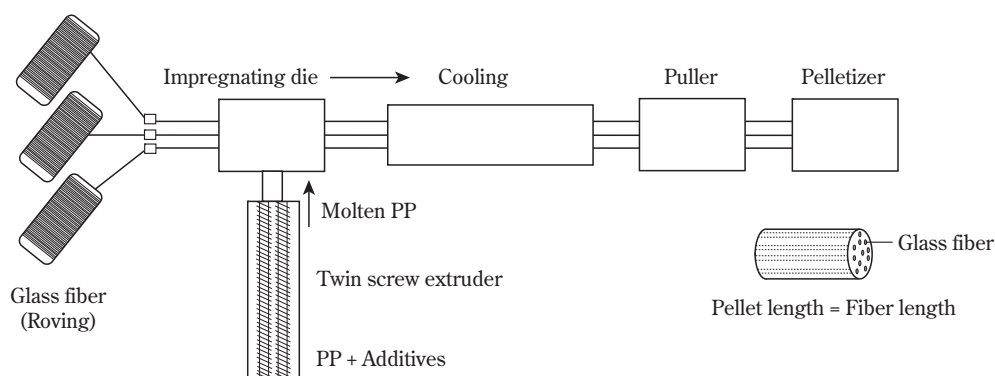 Impregnating die
Cooling
Puller
Pelletizer
Molten PP
Glass fiber
Twin screw extruder
Glass fiber
(Roving)
Pellet length = Fiber length
PP + Additives